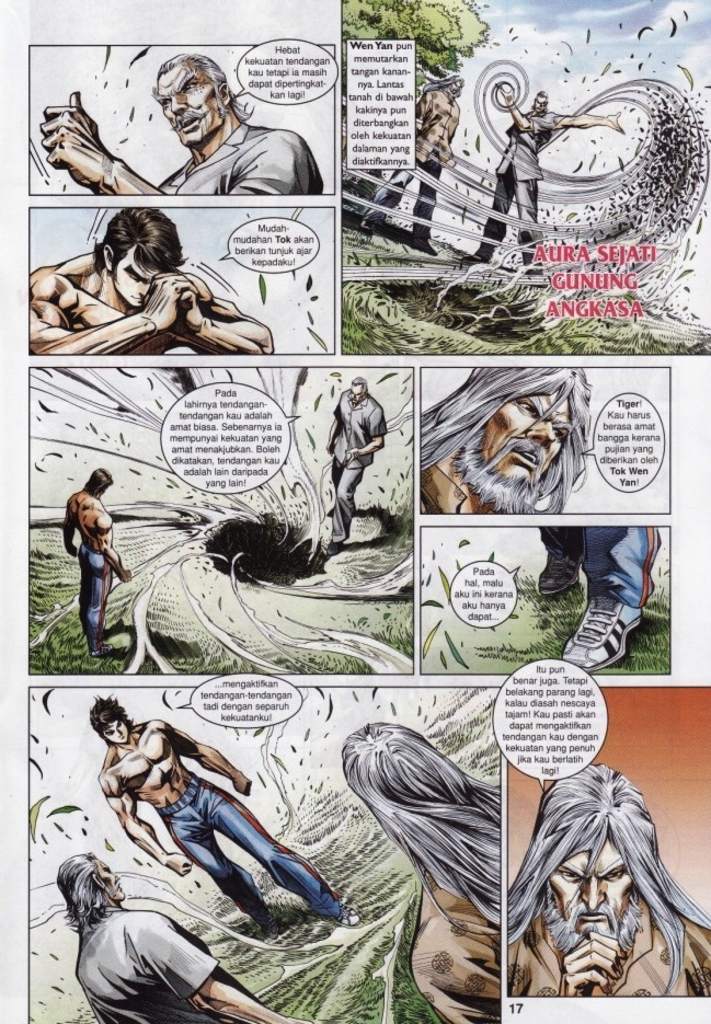 Hebat
kekuatan tendangan
kau tetapi ia masih
dapat dipertingkat-
kan lagi!
Wen Yan pun
memutarkan
tangan kanan-
nya. Lantas
tanah di bawah
kakinya pun
diterbangkan
oleh kekuatan
dalaman yang
diaktifkannya.
AURA SEJATI
GUNUNG
ANGKASA
Mudah-
mudahan Tok akan
berikan tunjuk ajar
kepadaku!
Pada
lahirnya tendangan-
tendangan kau adalah
amat biasa. Sebenarnya ia
mempunyai kekuatan yang
amat menakjubkan. Boleh
dikatakan, tendangan kau
adalah lain daripada
yang lain!
Tiger!
Kau harus
berasa amat
bangga kerana
pujian yang
diberikan oleh
Tok Wen
Yan!
Pada
hal, malu
aku ini kerana
aku hanya
dapat...
...mengaktifkan
tendangan-tendangan
tadi dengan separuh
kekuatanku!
Itu pun
benar juga. Tetapi
belakang parang lagi,
kalau diasah nescaya
tajam! Kau pasti akan
dapat mengaktifkan
tendangan kau dengan
kekuatan yang penuh
jika kau berlatih
lagi!
17